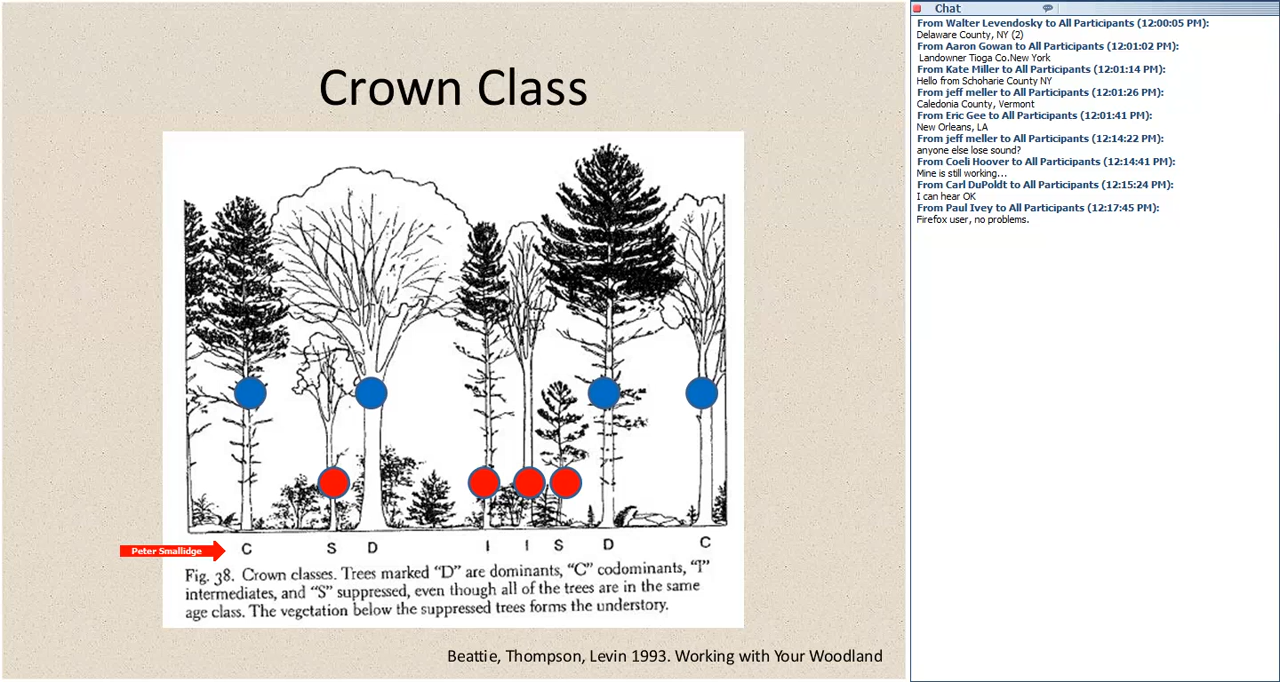 Crown Class
Peter Smallidge
C S D I I S D C
Fig. 38. Crown classes. Trees marked “D” are dominants, “C” codominants, “I”
intermediates, and “S” suppressed, even though all of the trees are in the same
age class. The vegetation below the suppressed trees forms the understory.
Beattie, Thompson, Levin 1993. Working with Your Woodland
Chat
From Walter Levendosky to All Participants (12:00:05 PM):
Delaware County, NY (2)
From Aaron Gowan to All Participants (12:01:02 PM):
Landowner Tioga Co.New York
From Kate Miller to All Participants (12:01:14 PM):
Hello from Schoharie County NY
From jeff meller to All Participants (12:01:26 PM):
Caledonia County, Vermont
From Eric Gee to All Participants (12:01:41 PM):
New Orleans, LA
From jeff meller to All Participants (12:14:22 PM):
anyone else lose sound?
From Coeli Hoover to All Participants (12:14:41 PM):
Mine is still working...
From Carl DuPoldt to All Participants (12:15:24 PM):
I can hear OK
From Paul Ivey to All Participants (12:17:45 PM):
Firefox user, no problems.